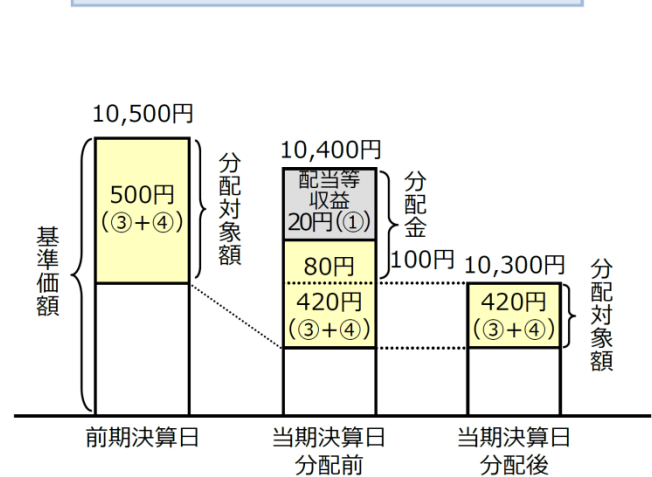 10,500円
500円
(③+④)
分配対象額
基準価額
前期決算日
10,400円
配当等
収益
20円(①)
分配金
80円
100円
420円
(③+④)
当期決算日
分配前
10,300円
420円
(③+④)
分配対象額
当期決算日
分配後